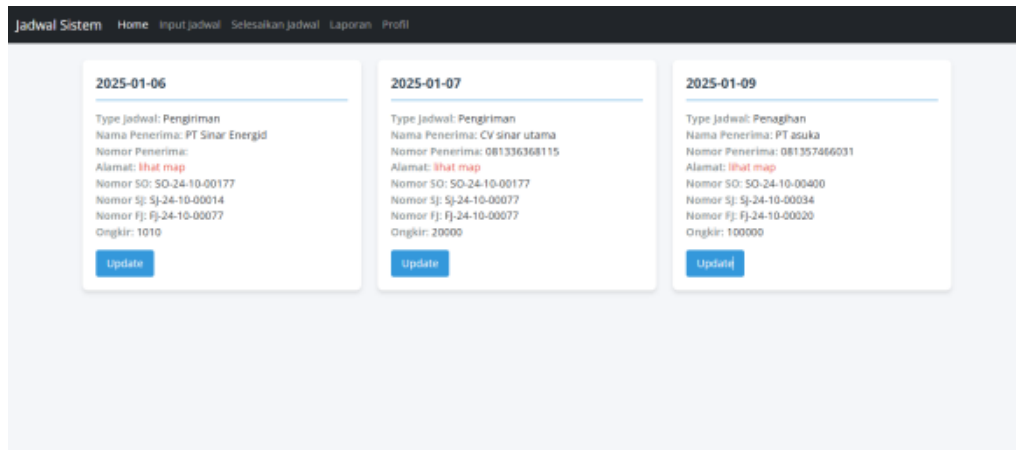 Jadwal Sistem Home Input Jadwal Selesaikan Jadwal Laporan Profil
2025-01-06
Type Jadwal: Pengiriman
Nama Penerima: PT Sinar Energid
Nomor Penerima:
Alamat: lihat map
Nomor SO: SO-24-10-00177
Nomor SJ: SJ-24-10-00014
Nomor FJ: FJ-24-10-00077
Ongkir: 1010
Update
2025-01-07
Type Jadwal: Pengiriman
Nama Penerima: CV sinar utama
Nomor Penerima: 081336368115
Alamat: lihat map
Nomor SO: SO-24-10-00177
Nomor SJ: SJ-24-10-00077
Nomor FJ: FJ-24-10-00077
Ongkir: 20000
Update
2025-01-09
Type Jadwal: Penagihan
Nama Penerima: PT asuka
Nomor Penerima: 081357466031
Alamat: lihat map
Nomor SO: SO-24-10-00400
Nomor SJ: SJ-24-10-00034
Nomor FJ: FJ-24-10-00020
Ongkir: 100000
Update